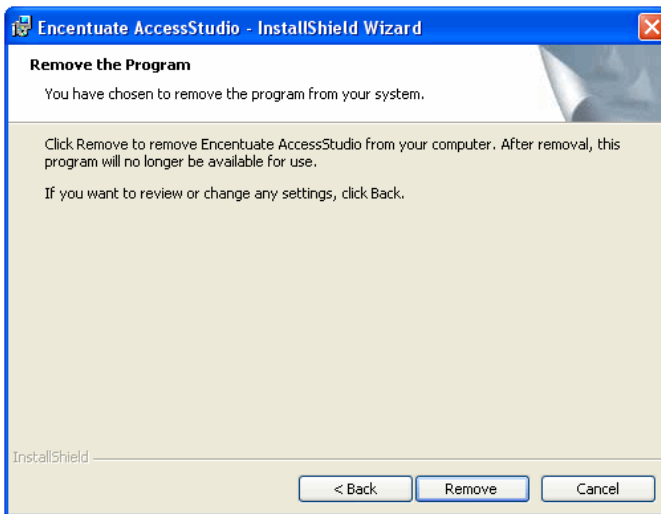 Encentuate AccessStudio - InstallShield Wizard
Remove the Program
You have chosen to remove the program from your system.
Click Remove to remove Encentuate AccessStudio from your computer. After removal, this
program will no longer be available for use.
If you want to review or change any settings, click Back.
InstallShield
< Back Remove Cancel